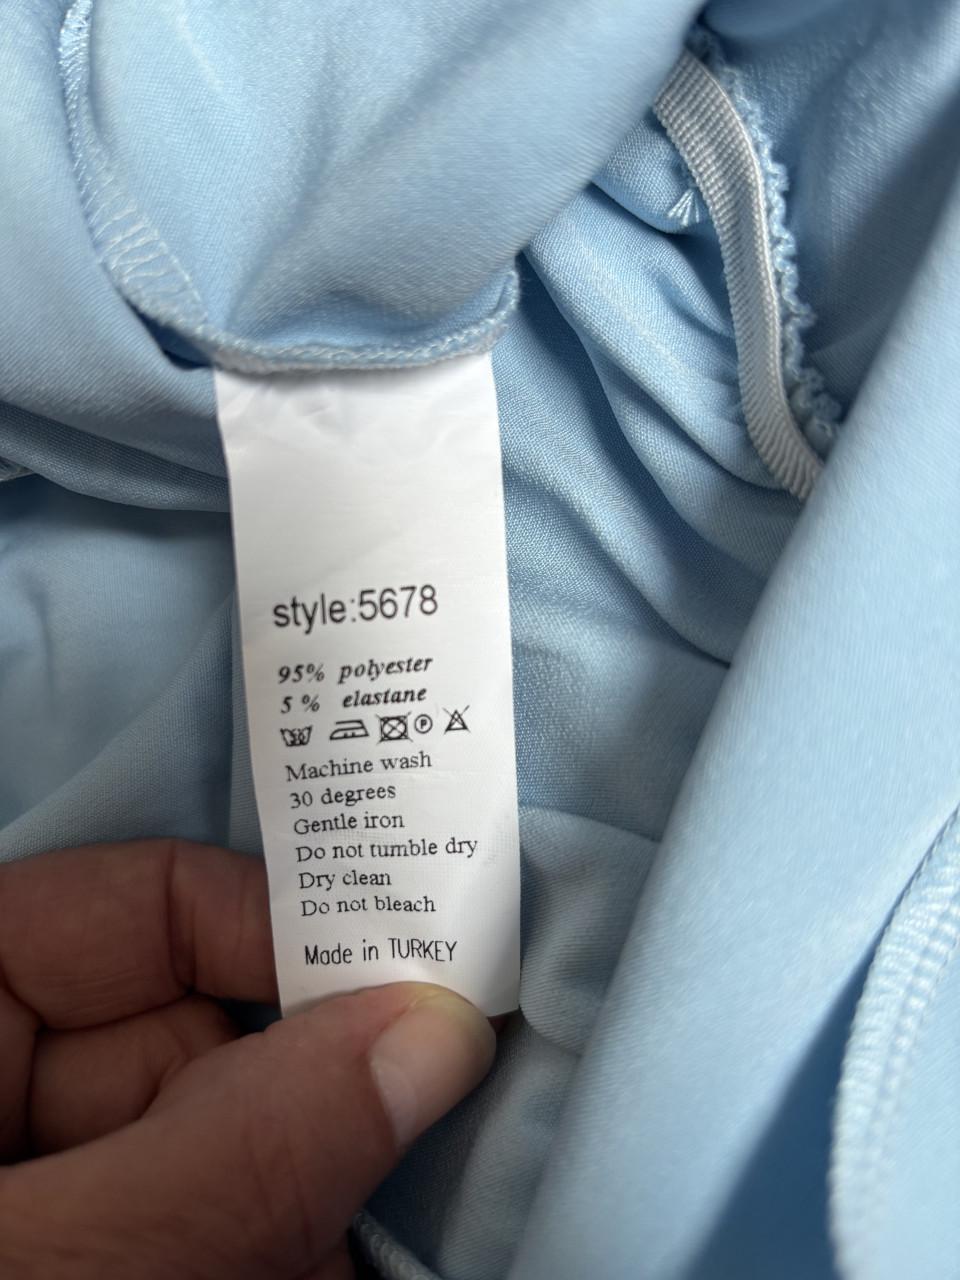 style:5678
95% polyester
5 % elastane
30 P
Machine wash
30 degrees
Gentle iron
Do not tumble dry
Dry clean
Do not bleach
Made in TURKEY